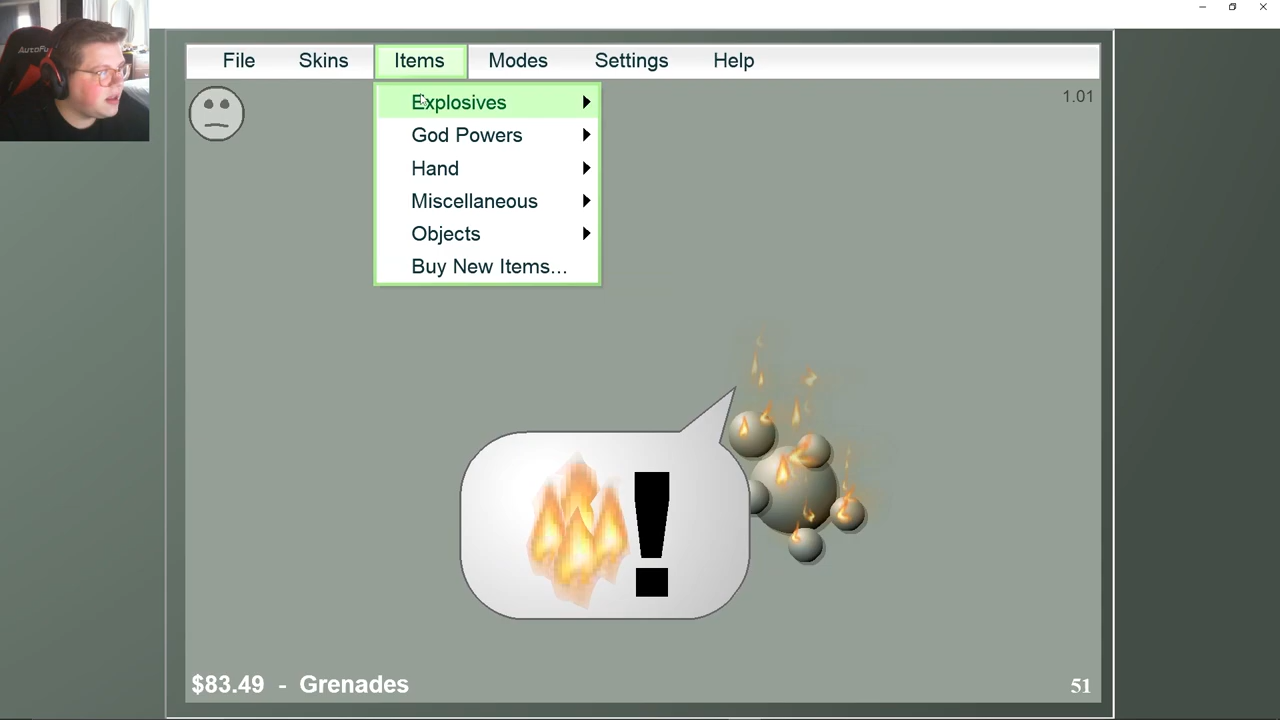 File Skins Items Modes Settings Help
1.01
Explosives
God Powers
Hand
Miscellaneous
Objects
Buy New Items...
!
$83.49 - Grenades
51